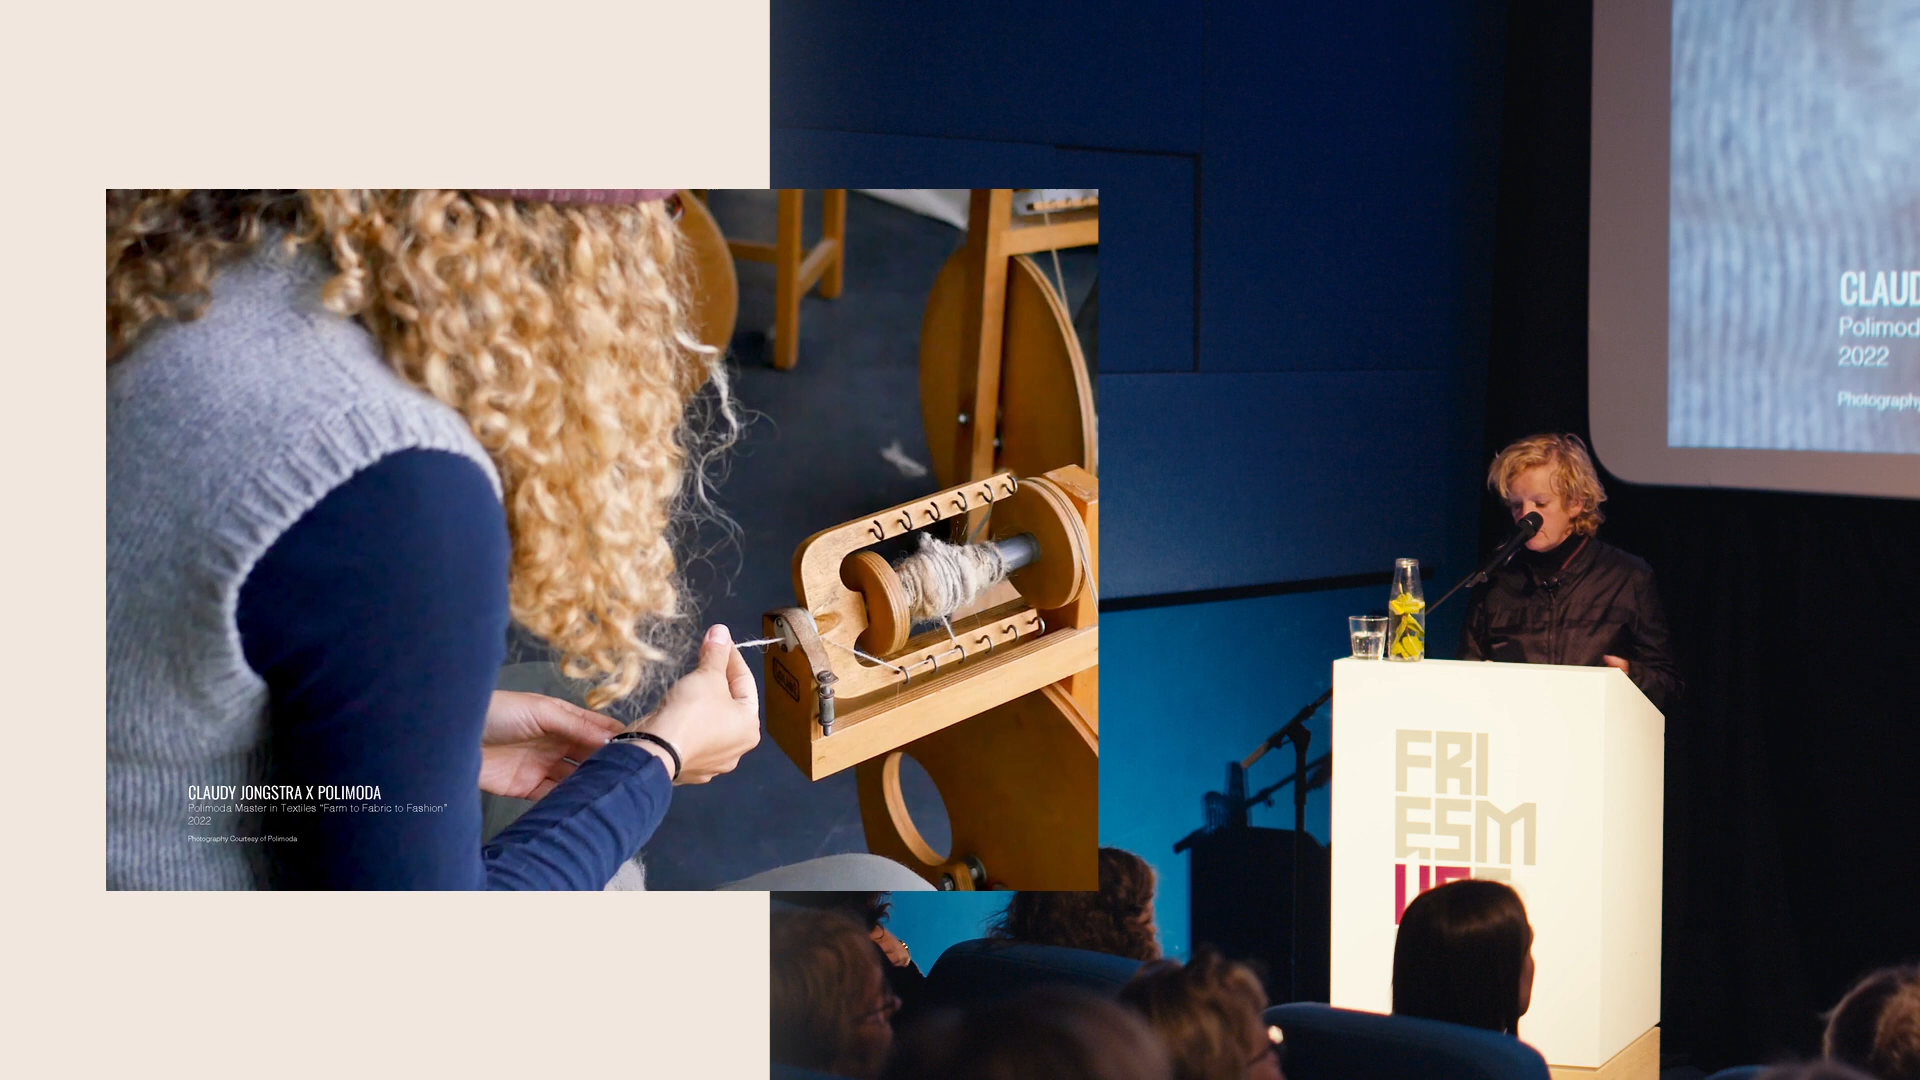 CLAUDY JONGSTRA X POLIMODA
Polimoda Master in Textiles "Farm to Fabric to Fashion"
2022
Photography Courtesy of Polimoda
CLAUD
Polimod
2022
Photography
FRI
ESM